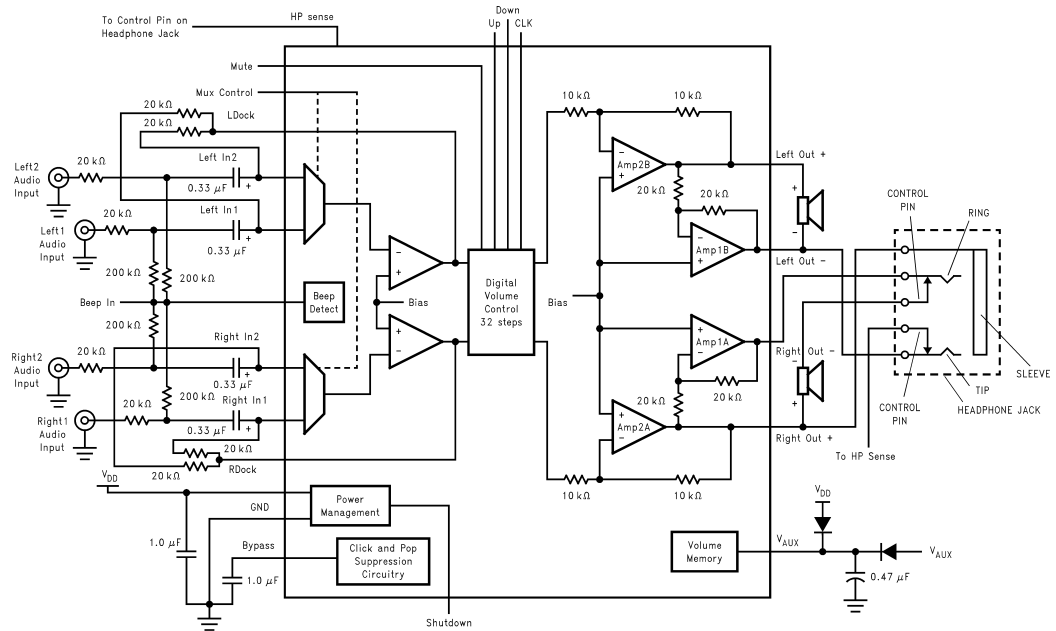 To Control Pin on
Headphone Jack
HP sense
Down
Up
CLK
Mute
Mux Control
20 kΩ
LDock
20 kΩ
10 kΩ
10 kΩ
Left2
Audio
Input
20 kΩ
Left In2
0.33 μF
+
Amp2B
−
+
Left Out +
20 kΩ
20 kΩ
20 kΩ
Left1
Audio
Input
Left In1
0.33 μF
+
Amp1B
−
+
+
−
Left Out −
CONTROL
PIN
RING
200 kΩ
200 kΩ
−
+
Beep In
Beep
Detect
Bias
Digital
Volume
Control
32 steps
Bias
200 kΩ
+
−
Right In2
Right2
Audio
Input
20 kΩ
0.33 μF
+
Amp1A
+
−
Right Out −
−
+
20 kΩ
20 kΩ
SLEEVE
TIP
HEADPHONE JACK
CONTROL
PIN
200 kΩ
Right In1
Right1
Audio
Input
20 kΩ
0.33 μF
+
Amp2A
+
−
Right Out +
To HP Sense
20 kΩ
RDock
20 kΩ
10 kΩ
10 kΩ
VDD
GND
Power
Management
1.0 μF
Bypass
1.0 μF
Click and Pop
Suppression
Circuitry
Volume
Memory
VAUX
VDD
VAUX
0.47 μF
Shutdown